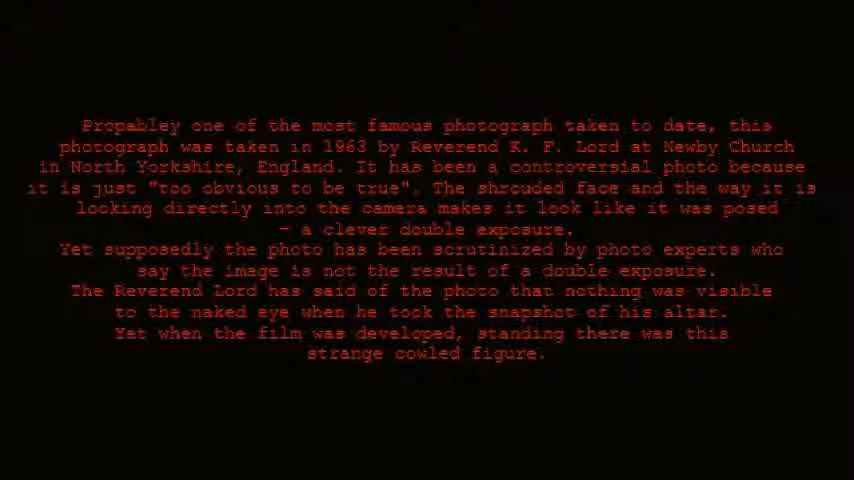 Propabley one of the most famous photograph taken to date, this
photograph was taken in 1963 by Reverend K. F. Lord at Newby Church
in North Yorkshire, England. It has been a controversial photo because
it is just "too obvious to be true". The shrouded face and the way it is
looking directly into the camera makes it look like it was posed
- a clever double exposure.
Yet supposedly the photo has been scrutinized by photo experts who
say the image is not the result of a double exposure.
The Reverend Lord has said of the photo that nothing was visible
to the naked eye when he took the snapshot of his altar.
Yet when the film was developed, standing there was this
strange cowled figure.